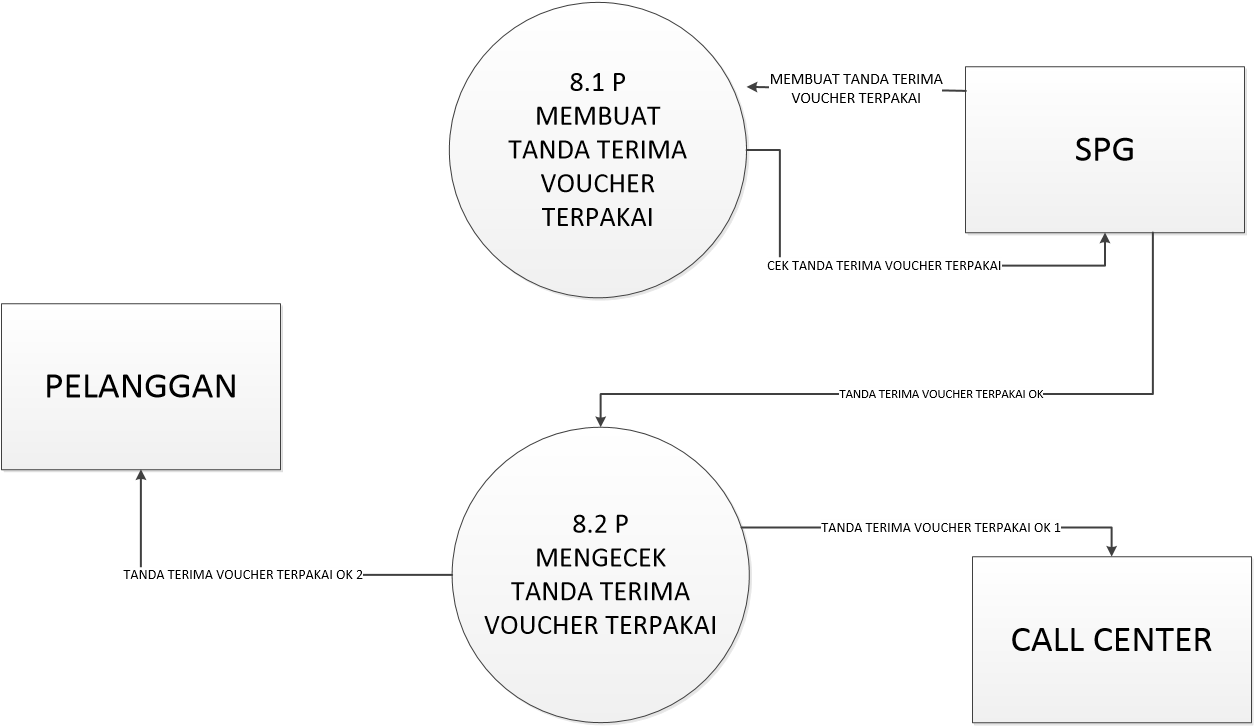 8.1 P
MEMBUAT
TANDA TERIMA
VOUCHER
TERPAKAI
MEMBUAT TANDA TERIMA
VOUCHER TERPAKAI
SPG
CEK TANDA TERIMA VOUCHER TERPAKAI
PELANGGAN
TANDA TERIMA VOUCHER TERPAKAI OK
8.2 P
MENGECEK
TANDA TERIMA
VOUCHER TERPAKAI
TANDA TERIMA VOUCHER TERPAKAI OK 1
TANDA TERIMA VOUCHER TERPAKAI OK 2
CALL CENTER